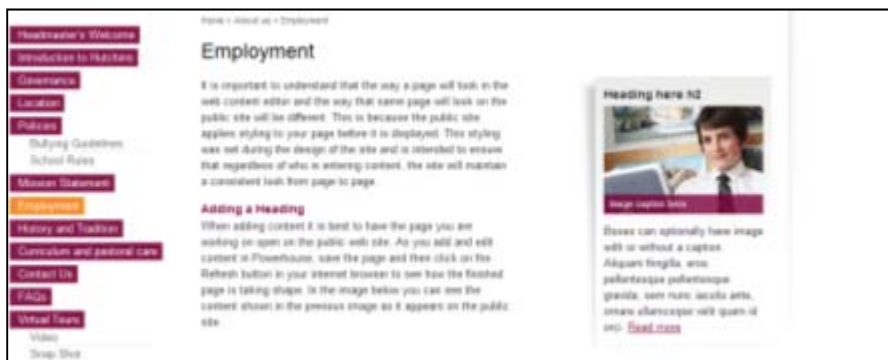 Home > About us > Employment
Headmaster's Welcome
Introduction to Hutchins
Governance
Location
Policies
Bullying Guidelines
School Rules
Mission Statement
Employment
History and Tradition
Curriculum and pastoral care
Contact Us
FAQs
Virtual Tours
Video
Snap Shot
Employment
It is important to understand that the way a page will look in the
web content editor and the way that same page will look on the
public site will be different. This is because the public site
applies styling to your page before it is displayed. This styling
was set during the design of the site and is intended to ensure
that regardless of who is entering content, the site will maintain
a consistent look from page to page.
Adding a Heading
When adding content it is best to have the page you are
working on open on the public web site. As you add and edit
content in Powerhouse, save the page and then click on the
Refresh button in your internet browser to see how the finished
page is taking shape. In the image below you can see the
content shown in the previous image as it appears on the public
site.
Heading here h2
Image caption here
Boxes can optionally have image
with or without a caption.
Aliquam fringilla, eros
pellentesque pellentesque
gravida, sem nunc iaculis ante,
ornare ullamcorper velit quam id
orci. Read more